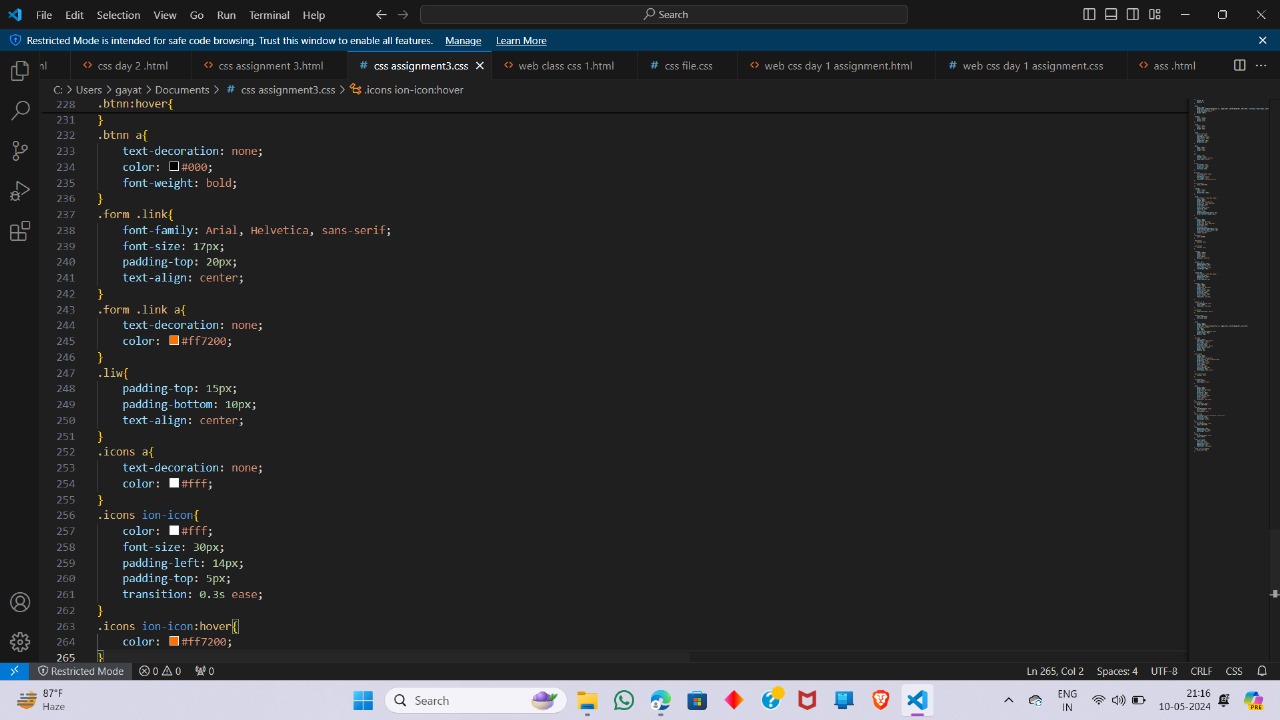 File Edit Selection View Go Run Terminal Help Search
Restricted Mode is intended for safe code browsing. Trust this window to enable all features. Manage Learn More
css day 2 .html css assignment 3.html css assignment3.css web class css 1.html css file.css web css day 1 assignment.html web css day 1 assignment.css ass .html
C: > Users > gayat > Documents > # css assignment3.css > .icons ion-icon:hover
228 .btnn:hover{
231 }
232 .btnn a{
233 text-decoration: none;
234 color: #000;
235 font-weight: bold;
236 }
237 .form .link{
238 font-family: Arial, Helvetica, sans-serif;
239 font-size: 17px;
240 padding-top: 20px;
241 text-align: center;
242 }
243 .form .link a{
244 text-decoration: none;
245 color: #ff7200;
246 }
247 .liw{
248 padding-top: 15px;
249 padding-bottom: 10px;
250 text-align: center;
251 }
252 .icons a{
253 text-decoration: none;
254 color: #fff;
255 }
256 .icons ion-icon{
257 color: #fff;
258 font-size: 30px;
259 padding-left: 14px;
260 padding-top: 5px;
261 transition: 0.3s ease;
262 }
263 .icons ion-icon:hover{
264 color: #ff7200;
265 }
Restricted Mode 0 0 0 Ln 265, Col 2 Spaces: 4 UTF-8 CRLF CSS
87°F
Haze
Search
ENG
IN
21:16
10-05-2024